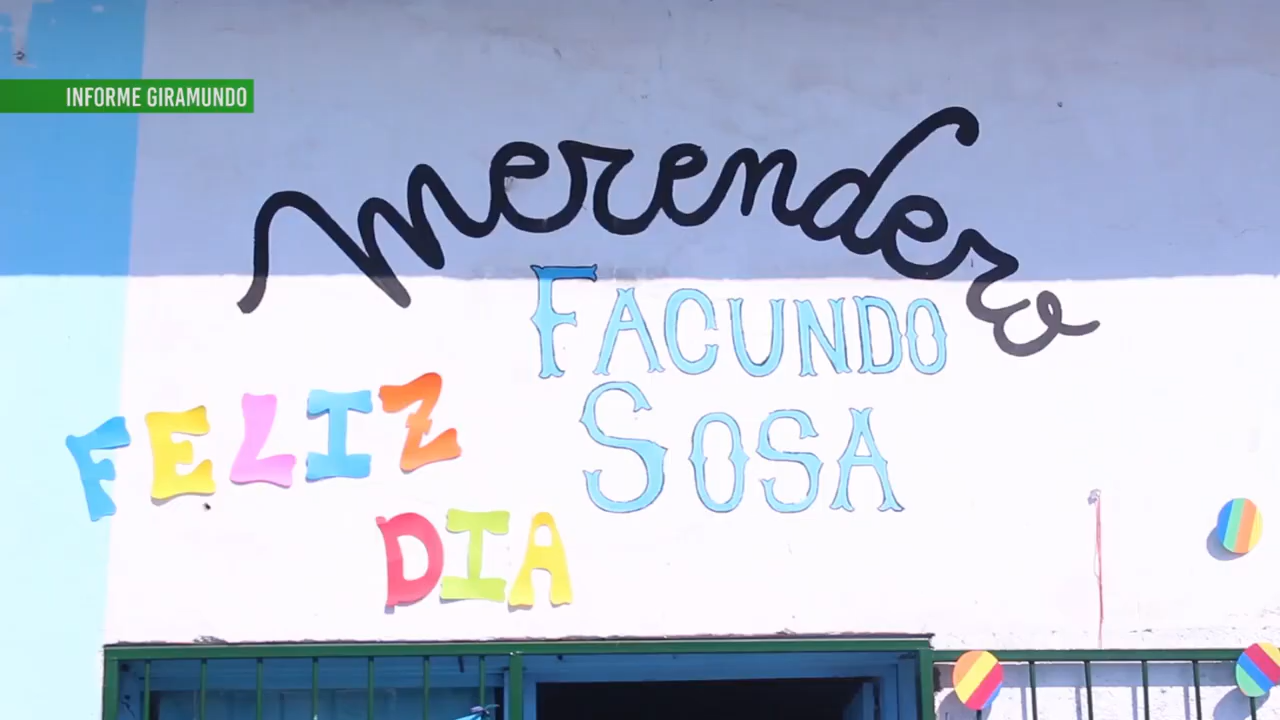 INFORME GIRAMUNDO
merendero
FACUNDO
SOSA
FELIZ
DIA